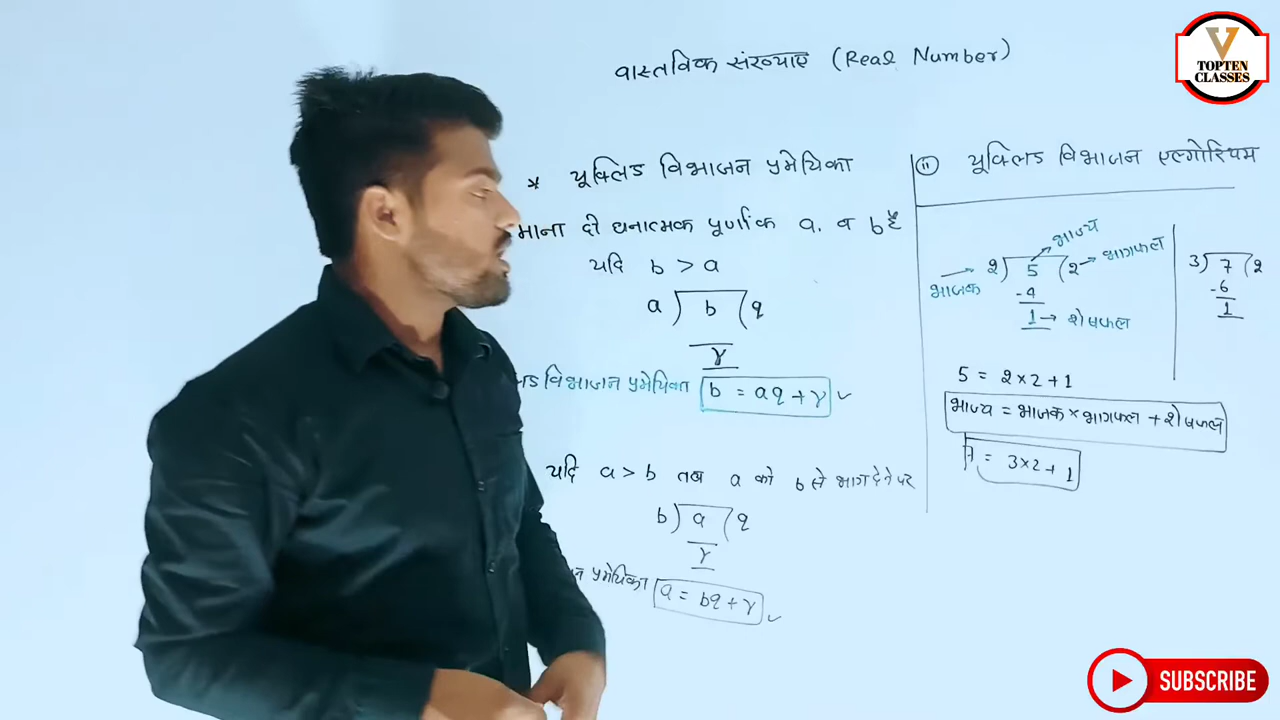 वास्तविक संख्याएं (Real Number)
V
TOPTEN
CLASSES
* यूक्लिड विभाजन प्रमेयिका
माना दो धनात्मक पूर्णांक a, व b है
यदि b > a
a) b (q
r
विभाजन प्रमेयिका b = aq + r ✓
यदि a > b तब a को b से भाग देने पर
b) a (q
r
प्रमेयिका a = bq + r ✓
(ii) यूक्लिड विभाजन एल्गोरिथम
भाज्य
भाजक → 2) 5 (2 → भागफल
-4
1 → शेषफल
3) 7 (2
-6
1
5 = 2×2+1
भाज्य = भाजक × भागफल + शेषफल
7 = 3×2+1
SUBSCRIBE